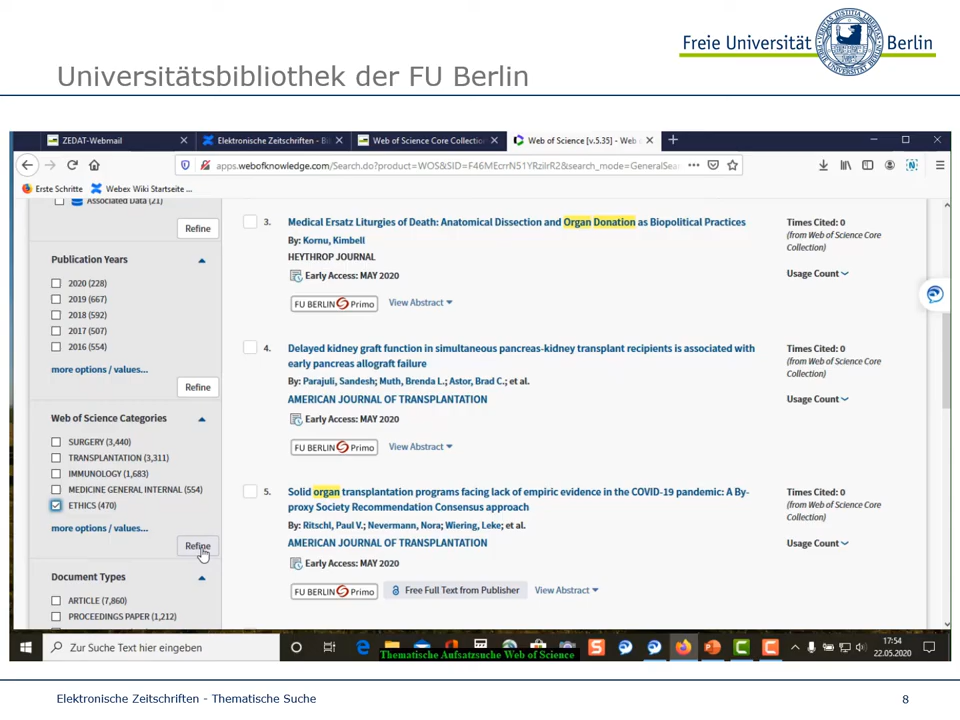 Freie Universität Berlin
Universitätsbibliothek der FU Berlin
ZEDAT-Webmail
Elektronische Zeitschriften - Bi
Web of Science Core Collection
Web of Science [v.5.35] - Web
apps.webofknowledge.com/Search.do?product=WOS&SID=F46MEcrrN51YRzilrR2&search_mode=GeneralSea
Erste Schritte
Webex Wiki Startseite ...
Associated Data (21)
Refine
Publication Years
2020 (228)
2019 (667)
2018 (592)
2017 (507)
2016 (554)
more options / values...
Refine
Web of Science Categories
SURGERY (3,440)
TRANSPLANTATION (3,311)
IMMUNOLOGY (1,683)
MEDICINE GENERAL INTERNAL (554)
ETHICS (470)
more options / values...
Refine
Document Types
ARTICLE (7,860)
PROCEEDINGS PAPER (1,212)
3. Medical Ersatz Liturgies of Death: Anatomical Dissection and Organ Donation as Biopolitical Practices
By: Kornu, Kimbell
HEYTHROP JOURNAL
Early Access: MAY 2020
FU BERLIN Primo View Abstract
Times Cited: 0
(from Web of Science Core
Collection)
Usage Count
4. Delayed kidney graft function in simultaneous pancreas-kidney transplant recipients is associated with
early pancreas allograft failure
By: Parajuli, Sandesh; Muth, Brenda L.; Astor, Brad C.; et al.
AMERICAN JOURNAL OF TRANSPLANTATION
Early Access: MAY 2020
FU BERLIN Primo View Abstract
Times Cited: 0
(from Web of Science Core
Collection)
Usage Count
5. Solid organ transplantation programs facing lack of empiric evidence in the COVID-19 pandemic: A By-
proxy Society Recommendation Consensus approach
By: Ritschl, Paul V.; Nevermann, Nora; Wiering, Leke; et al.
AMERICAN JOURNAL OF TRANSPLANTATION
Early Access: MAY 2020
FU BERLIN Primo Free Full Text from Publisher View Abstract
Times Cited: 0
(from Web of Science Core
Collection)
Usage Count
Zur Suche Text hier eingeben
Thematische Aufsatzsuche Web of Science
17:54
22.05.2020
Elektronische Zeitschriften - Thematische Suche
8